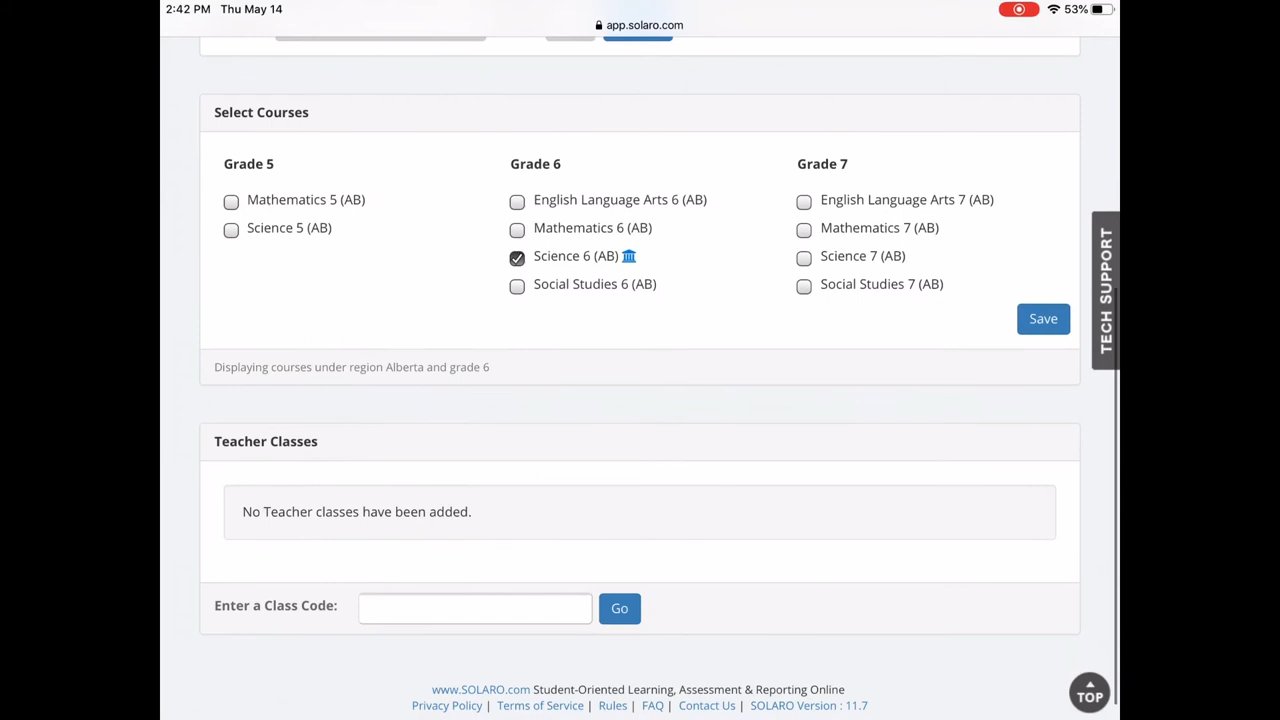 2:42 PM Thu May 14
53%
app.solaro.com
Select Courses
Grade 5
Mathematics 5 (AB)
Science 5 (AB)
Grade 6
English Language Arts 6 (AB)
Mathematics 6 (AB)
Science 6 (AB)
Social Studies 6 (AB)
Grade 7
English Language Arts 7 (AB)
Mathematics 7 (AB)
Science 7 (AB)
Social Studies 7 (AB)
Save
Displaying courses under region Alberta and grade 6
TECH SUPPORT
Teacher Classes
No Teacher classes have been added.
Enter a Class Code:
Go
www.SOLARO.com Student-Oriented Learning, Assessment & Reporting Online
Privacy Policy | Terms of Service | Rules | FAQ | Contact Us | SOLARO Version : 11.7
TOP